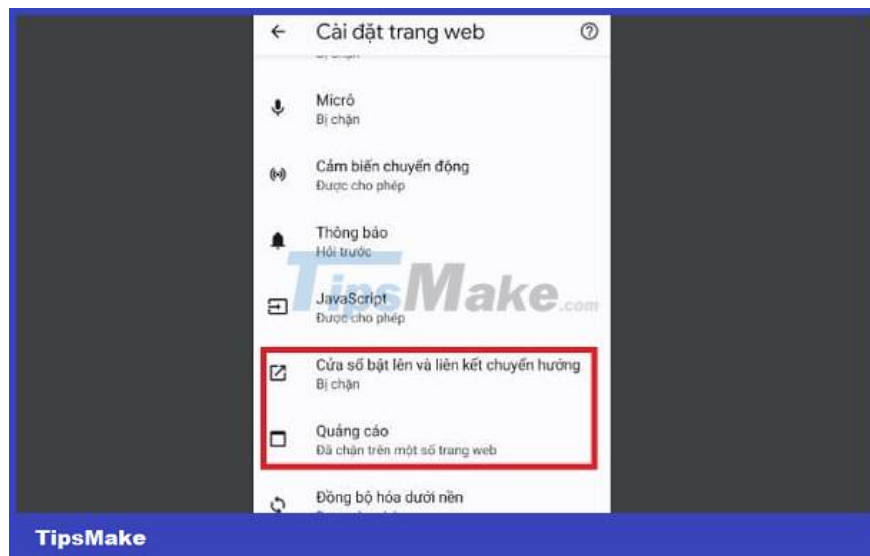 Cài đặt trang web
Micrô
Bị chặn
Cảm biến chuyển động
Được cho phép
Thông báo
Hỏi trước
TipsMake.com
JavaScript
Được cho phép
Cửa sổ bật lên và liên kết chuyển hướng
Bị chặn
Quảng cáo
Đã chặn trên một số trang web
Đồng bộ hóa dưới nền
TipsMake